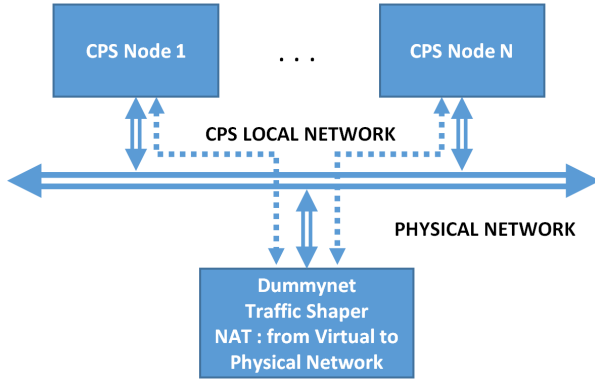 CPS Node 1
. . .
CPS Node N
CPS LOCAL NETWORK
PHYSICAL NETWORK
Dummynet
Traffic Shaper
NAT : from Virtual to
Physical Network